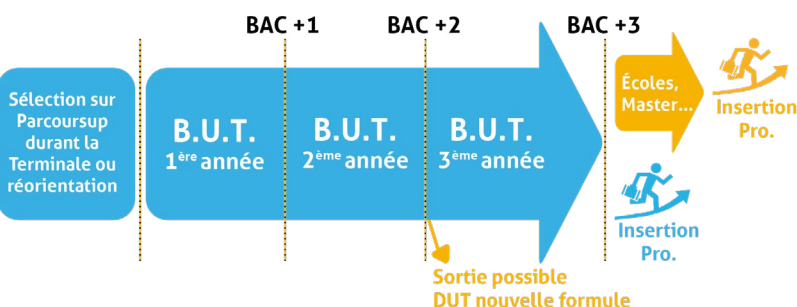 BAC +1
BAC +2
BAC +3
Sélection sur
Parcoursup
durant la
Terminale ou
réorientation
B.U.T.
1ère année
B.U.T.
2ème année
B.U.T.
3ème année
Écoles,
Master...
Insertion
Pro.
Insertion
Pro.
Sortie possible
DUT nouvelle formule